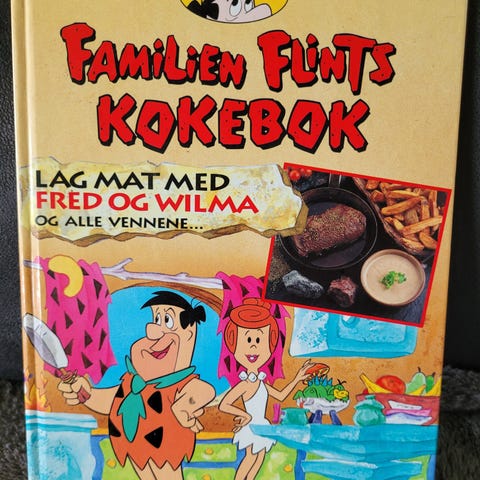 FAMILIEN FLINTS
KOKEBOK
LAG MAT MED
FRED OG WILMA
OG ALLE VENNENE...